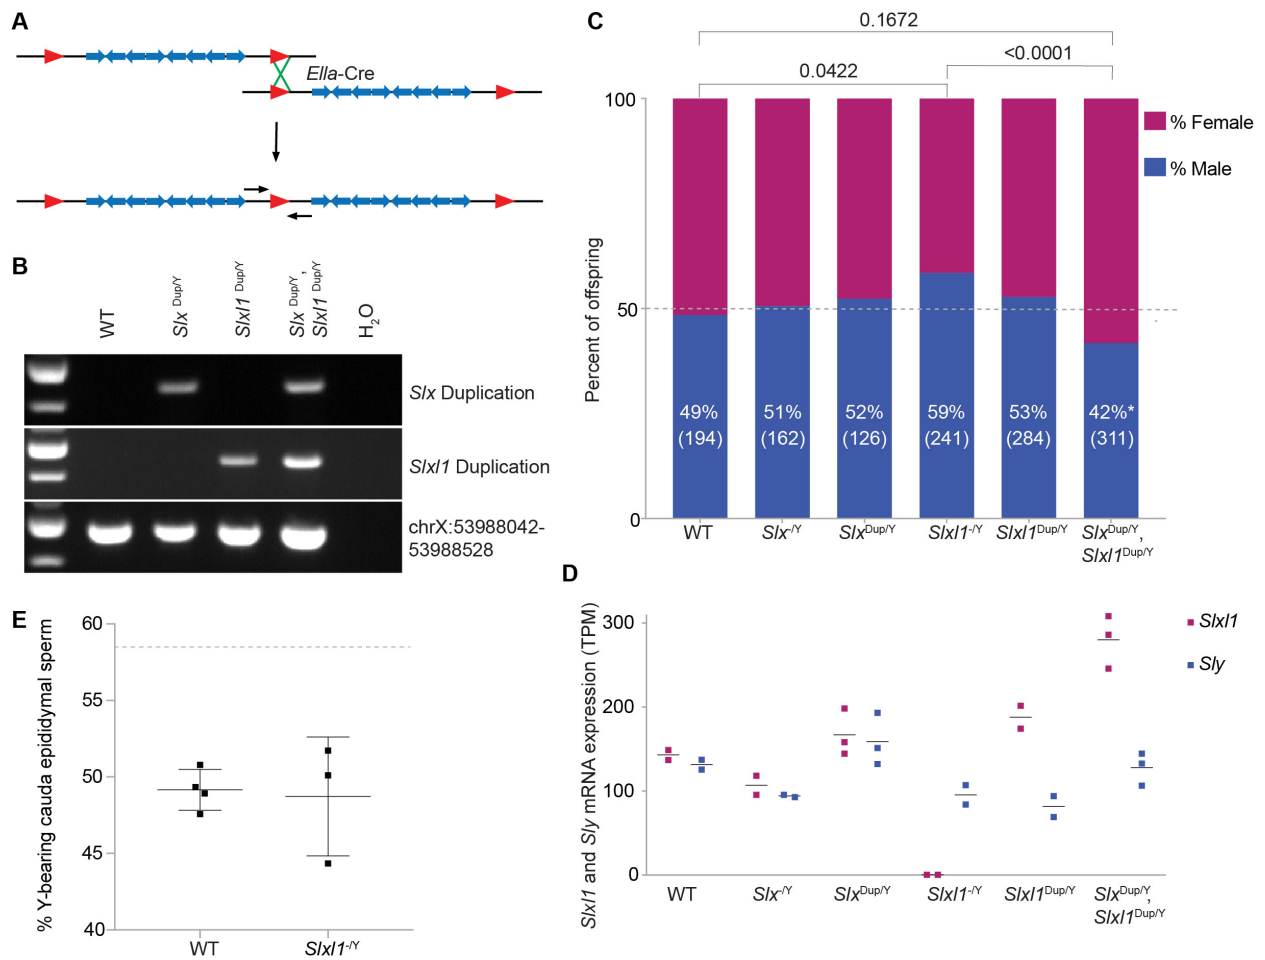 A
EIIa-Cre
B
WT
Slx Dup/Y
Slxl1 Dup/Y
Slx Dup/Y,
Slxl1 Dup/Y
H2O
Slx Duplication
Slxl1 Duplication
chrX:53988042-
53988528
C
0.1672
<0.0001
0.0422
Percent of offspring
100
50
0
% Female
% Male
49%
(194)
51%
(162)
52%
(126)
59%
(241)
53%
(284)
42%*
(311)
WT
Slx-/Y
SlxDup/Y
Slxl1-/Y
Slxl1Dup/Y
SlxDup/Y,
Slxl1Dup/Y
D
Slxl1 and Sly mRNA expression (TPM)
300
200
100
0
Slxl1
Sly
WT
Slx-/Y
SlxDup/Y
Slxl1-/Y
Slxl1Dup/Y
SlxDup/Y,
Slxl1Dup/Y
E
% Y-bearing cauda epididymal sperm
60
55
50
45
40
WT
Slxl1-/Y